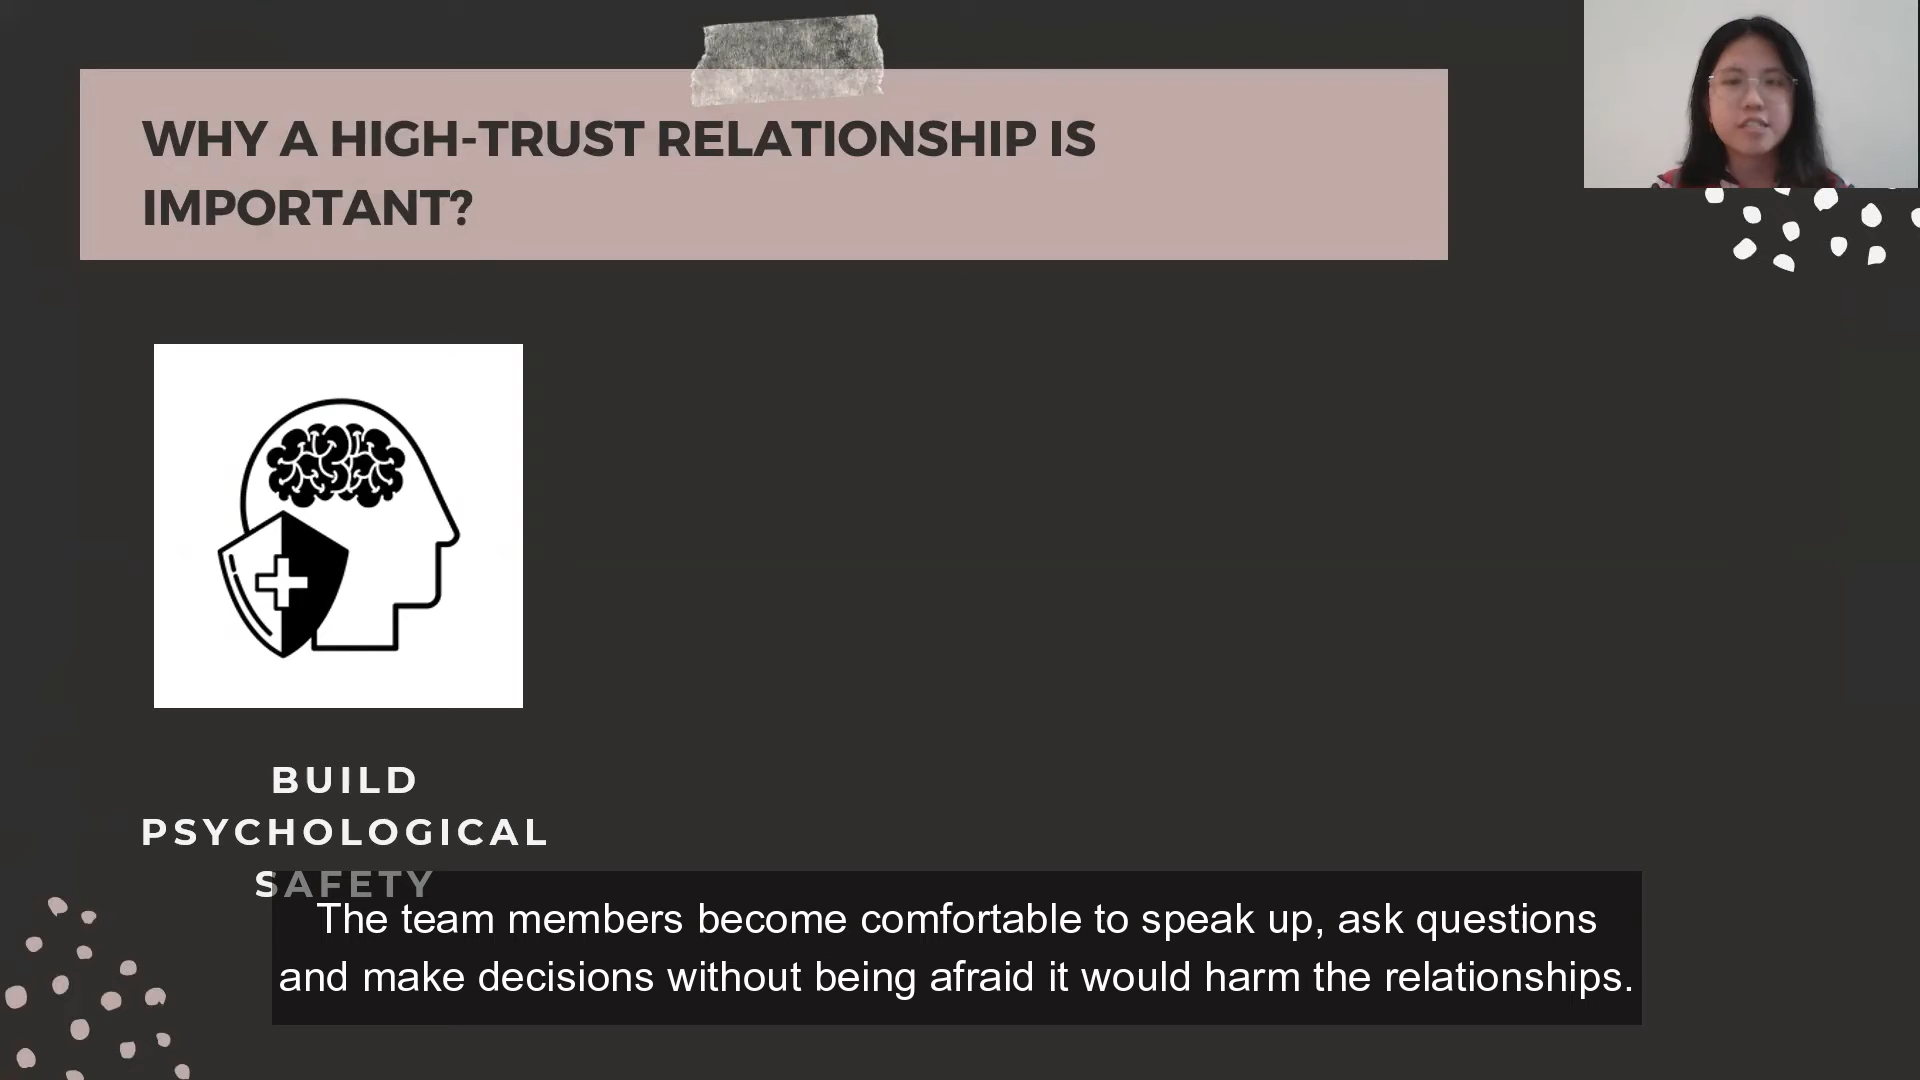 WHY A HIGH-TRUST RELATIONSHIP IS
IMPORTANT?
BUILD
PSYCHOLOGICAL
SAFETY
The team members become comfortable to speak up, ask questions
and make decisions without being afraid it would harm the relationships.